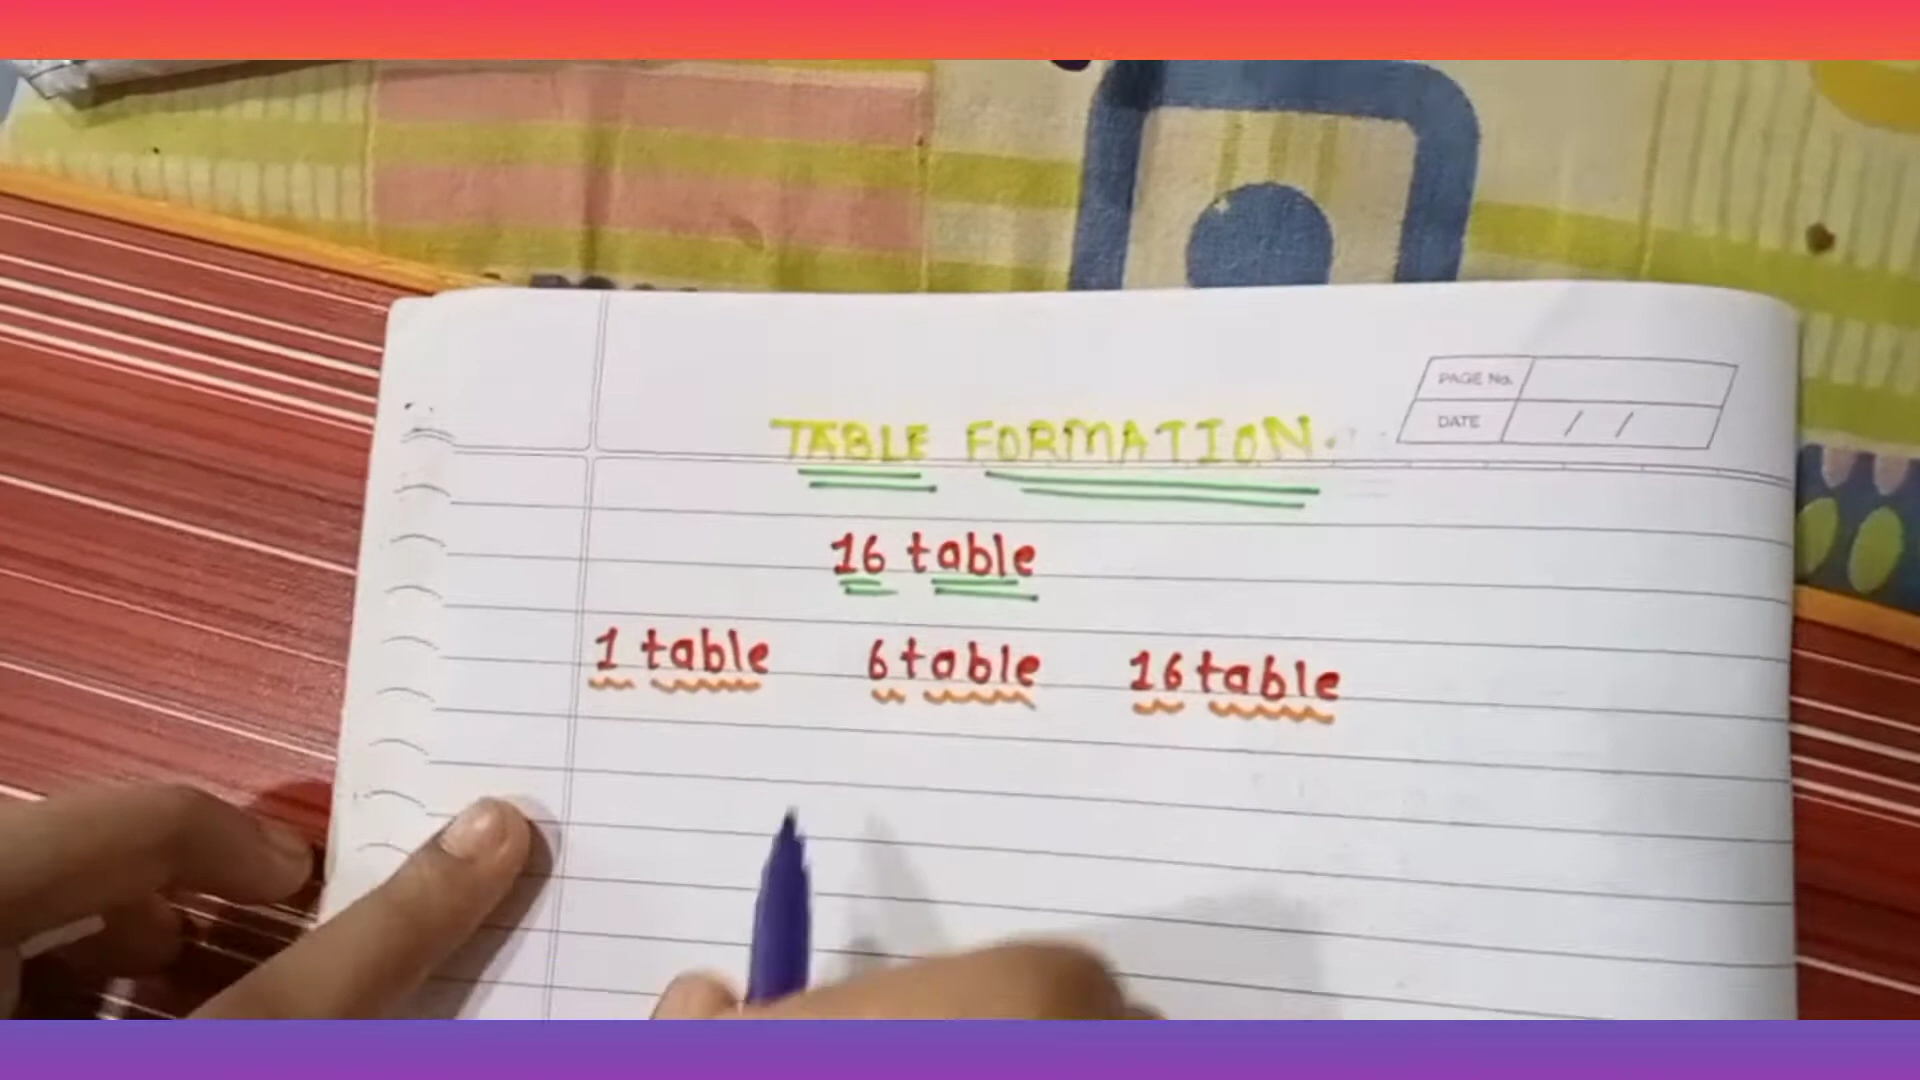 PAGE No.
DATE / /
TABLE FORMATION.
16 table
1 table 6 table 16 table